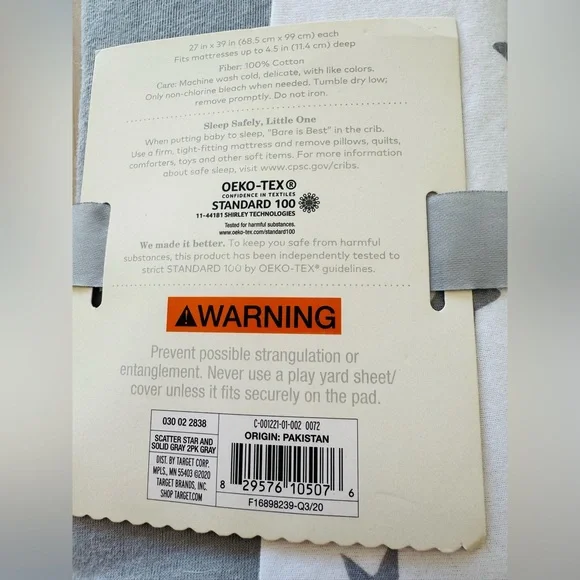 27 in x 39 in (68.5 cm x 99 cm) each
Fits mattresses up to 4.5 in (11.4 cm) deep
Fiber: 100% Cotton
Care: Machine wash cold, delicate, with like colors.
Only non-chlorine bleach when needed. Tumble dry low;
remove promptly. Do not iron.
Sleep Safely, Little One
When putting baby to sleep, "Bare is Best" in the crib.
Use a firm, tight-fitting mattress and remove pillows, quilts,
comforters, toys and other soft items. For more information
about safe sleep, visit www.cpsc.gov/cribs.
OEKO-TEX®
CONFIDENCE IN TEXTILES
STANDARD 100
11-44181 SHIRLEY TECHNOLOGIES
Tested for harmful substances.
www.oeko-tex.com/standard100
We made it better. To keep you safe from harmful
substances, this product has been independently tested to
strict STANDARD 100 by OEKO-TEX® guidelines.
⚠WARNING
Prevent possible strangulation or
entanglement. Never use a play yard sheet/
cover unless it fits securely on the pad.
030 02 2838
SCATTER STAR AND
SOLID GRAY 2PK GRAY
DIST. BY TARGET CORP.
MPLS., MN 55403 ©2020
TARGET BRANDS, INC.
SHOP TARGET.COM
C-001221-01-002 0072
ORIGIN: PAKISTAN
8 29576 10507 6
F16898239-Q3/20